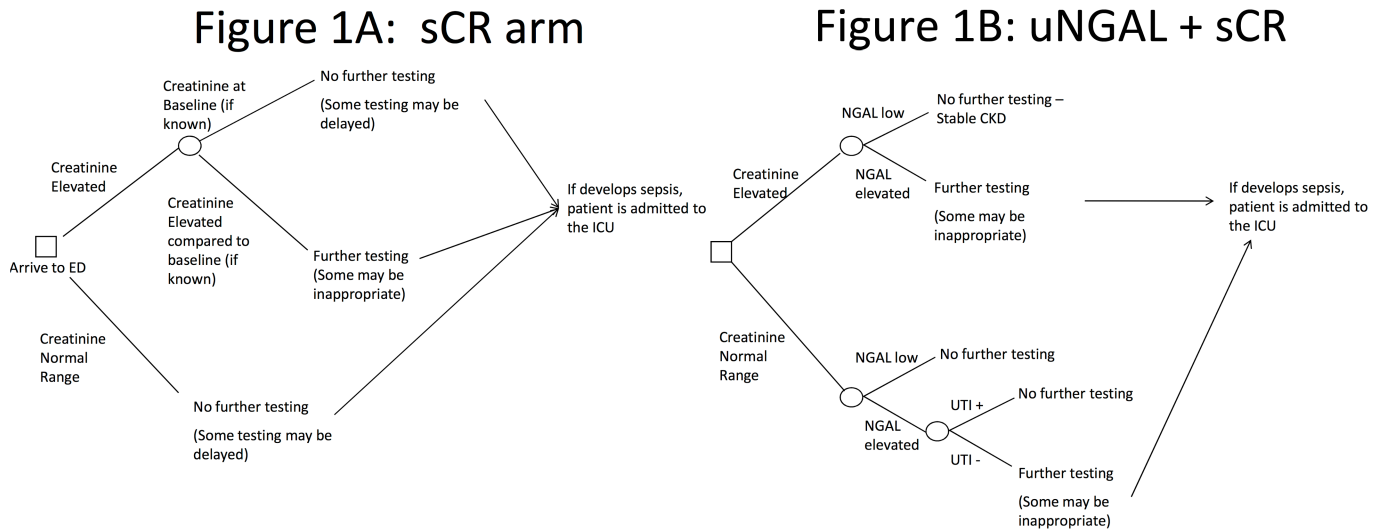 Figure 1A: sCR arm
Creatinine at
Baseline (if
known)
No further testing
(Some testing may be
delayed)
Creatinine
Elevated
Creatinine
Elevated
compared to
baseline (if
known)
Further testing
(Some may be
inappropriate)
If develops sepsis,
patient is admitted to
the ICU
Arrive to ED
Creatinine
Normal
Range
No further testing
(Some testing may be
delayed)
Figure 1B: uNGAL + sCR
NGAL low
No further testing –
Stable CKD
Creatinine
Elevated
NGAL
elevated
Further testing
(Some may be
inappropriate)
If develops sepsis,
patient is admitted to
the ICU
Creatinine
Normal
Range
NGAL low
No further testing
NGAL
elevated
UTI +
No further testing
UTI -
Further testing
(Some may be
inappropriate)